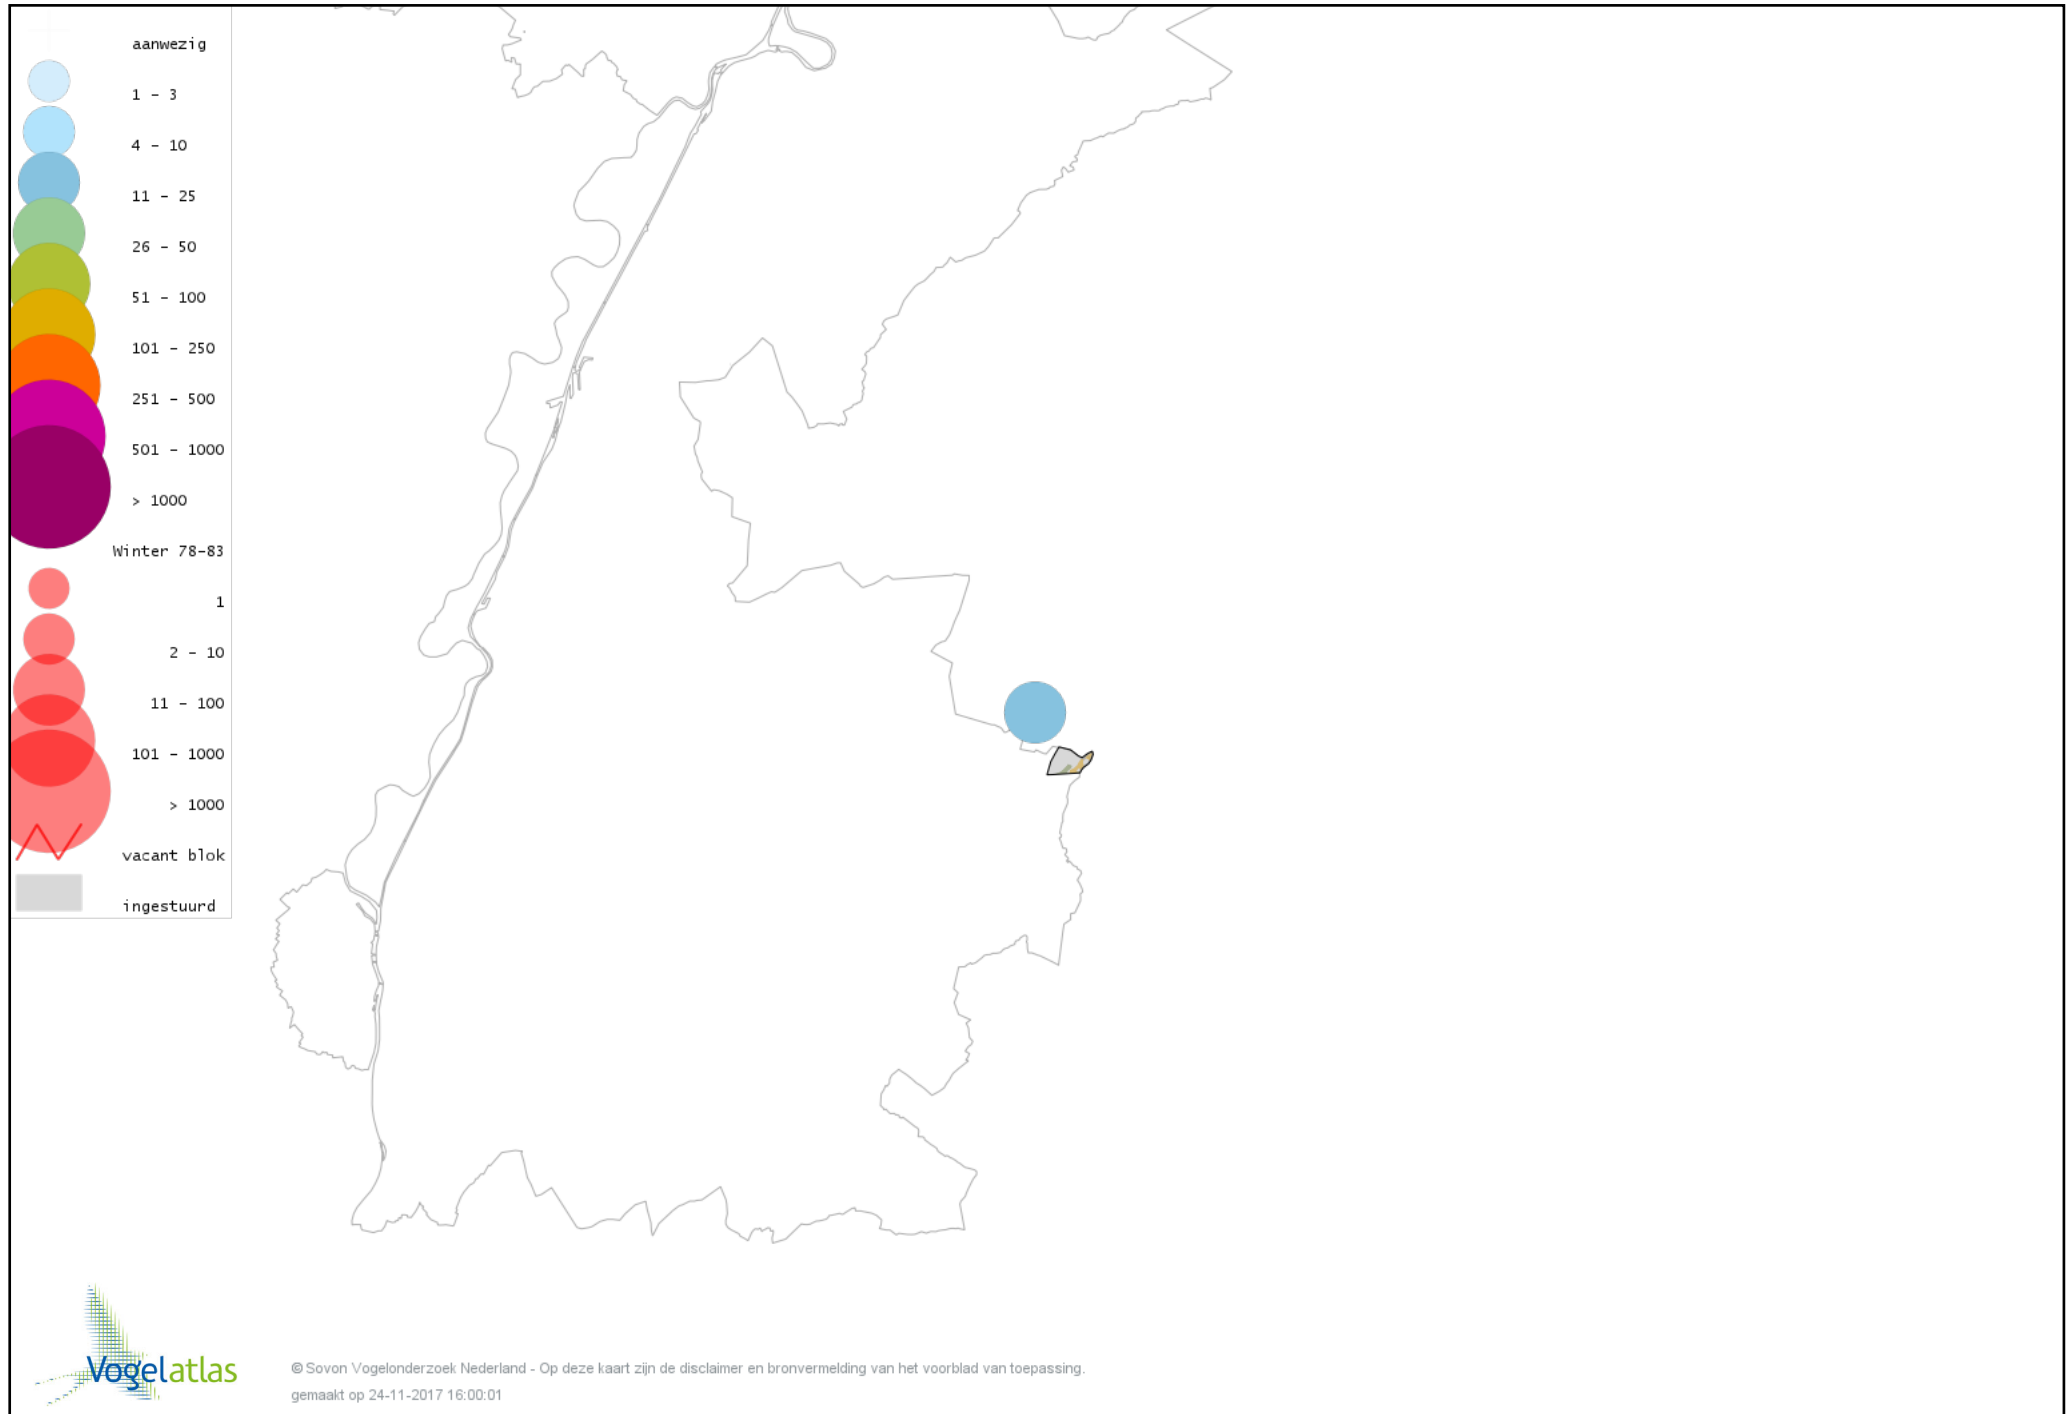 aanwezig
1 - 3
4 - 10
11 - 25
26 - 50
51 - 100
101 - 250
251 - 500
501 - 1000
> 1000
Winter 78-83
1
2 - 10
11 - 100
101 - 1000
> 1000
vacant blok
ingestuurd
Vogelatlas
© Sovon Vogelonderzoek Nederland - Op deze kaart zijn de disclaimer en bronvermelding van het voorblad van toepassing.
gemaakt op 24-11-2017 16:00:01